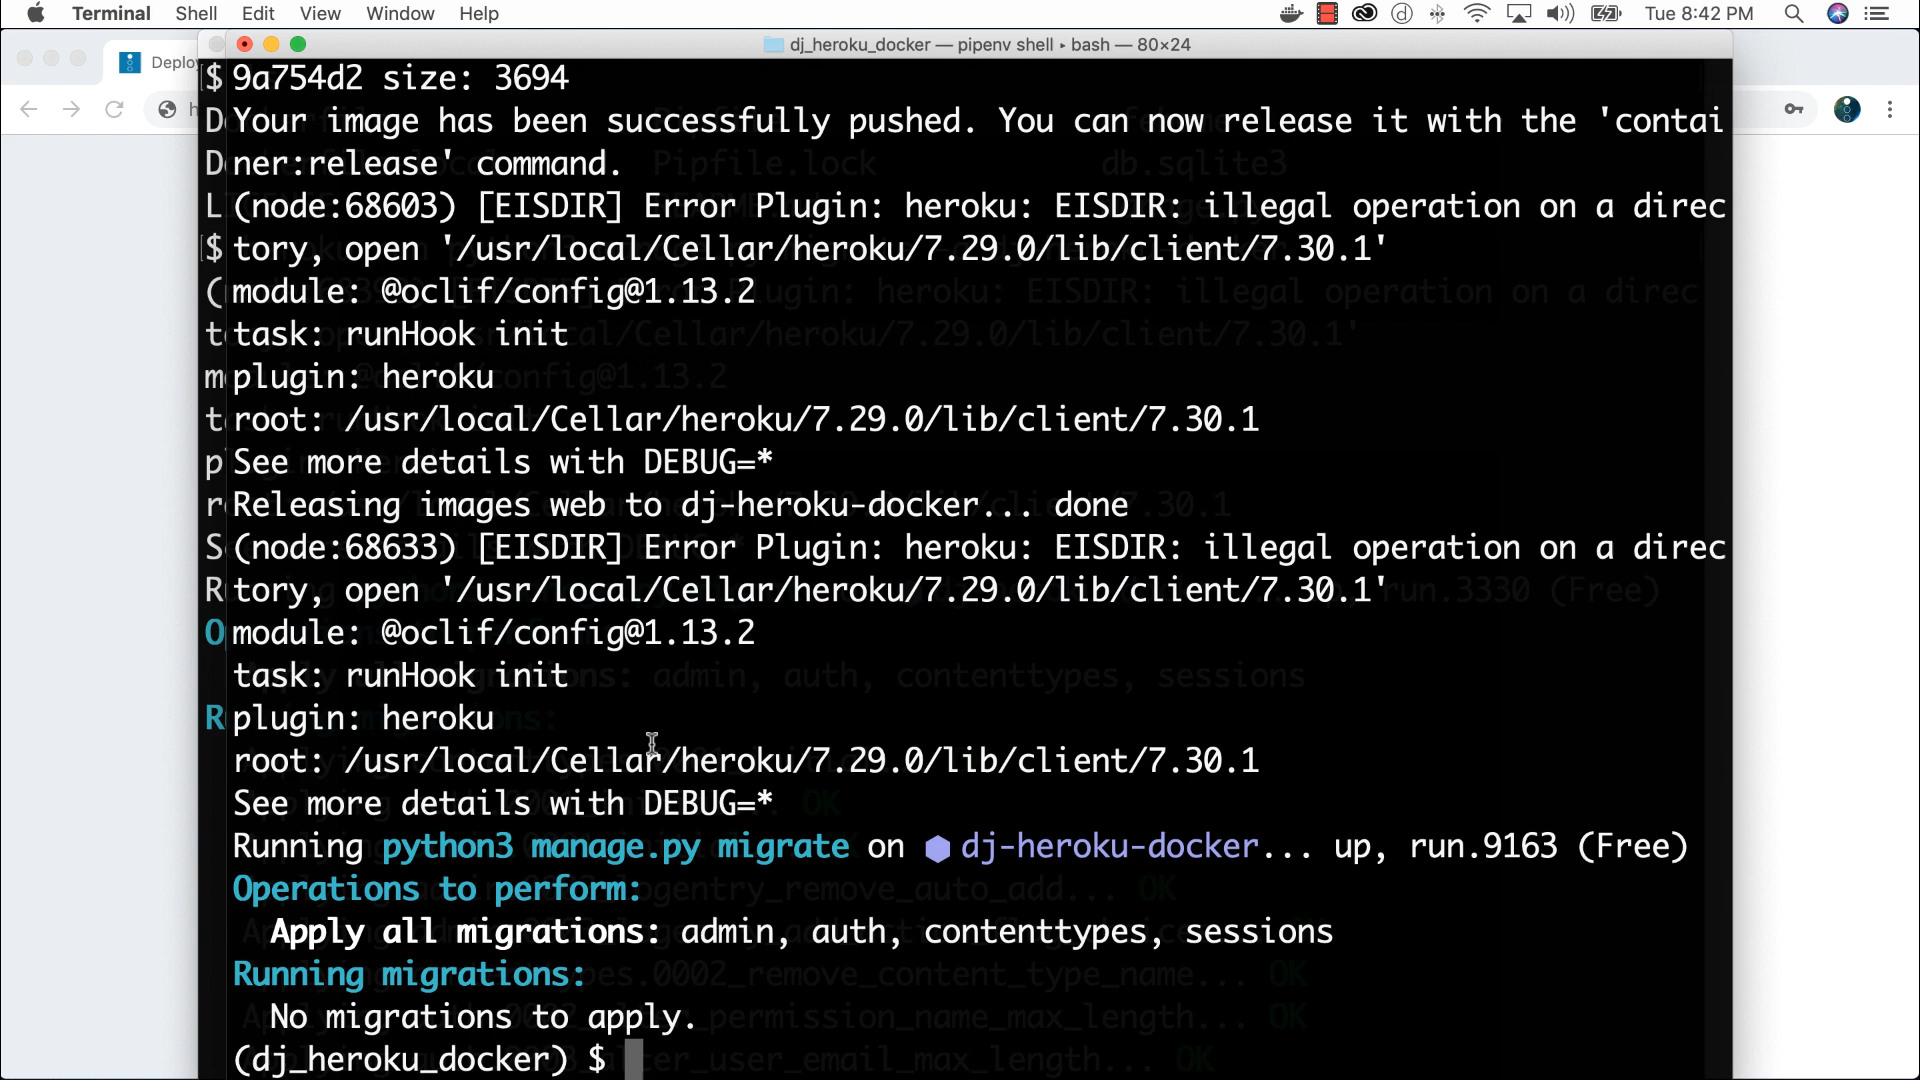 Terminal Shell Edit View Window Help Tue 8:42 PM
dj_heroku_docker — pipenv shell ▸ bash — 80×24
Deploy
$ 9a754d2 size: 3694
Your image has been successfully pushed. You can now release it with the 'contai
ner:release' command.
(node:68603) [EISDIR] Error Plugin: heroku: EISDIR: illegal operation on a direc
tory, open '/usr/local/Cellar/heroku/7.29.0/lib/client/7.30.1'
module: @oclif/config@1.13.2
task: runHook init
plugin: heroku
root: /usr/local/Cellar/heroku/7.29.0/lib/client/7.30.1
See more details with DEBUG=*
Releasing images web to dj-heroku-docker... done
(node:68633) [EISDIR] Error Plugin: heroku: EISDIR: illegal operation on a direc
tory, open '/usr/local/Cellar/heroku/7.29.0/lib/client/7.30.1'
module: @oclif/config@1.13.2
task: runHook init
plugin: heroku
root: /usr/local/Cellar/heroku/7.29.0/lib/client/7.30.1
See more details with DEBUG=*
Running python3 manage.py migrate on ⬢ dj-heroku-docker... up, run.9163 (Free)
Operations to perform:
Apply all migrations: admin, auth, contenttypes, sessions
Running migrations:
No migrations to apply.
(dj_heroku_docker) $